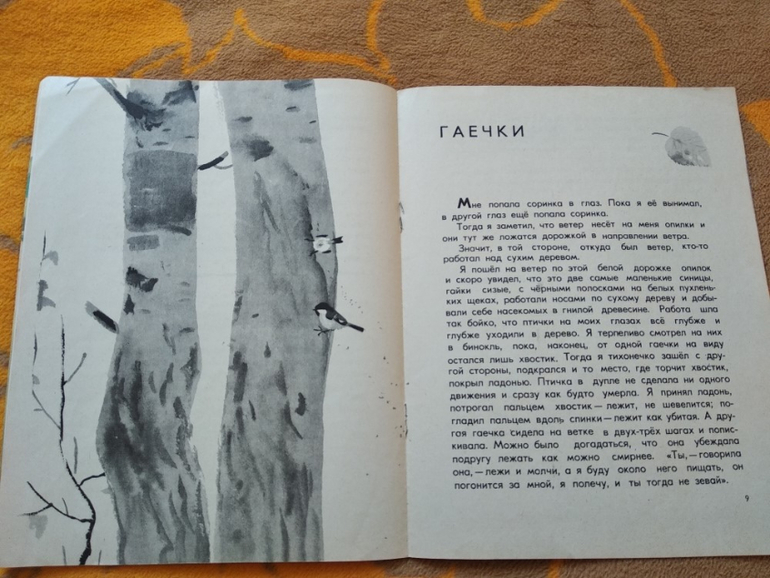 ГАЕЧКИ
Мне попала соринка в глаз. Пока я её вынимал,
в другой глаз ещё попала соринка.
Тогда я заметил, что ветер несёт на меня опилки и
они тут же ложатся дорожкой в направлении ветра.
Значит, в той стороне, откуда был ветер, кто-то
работал над сухим деревом.
Я пошёл на ветер по этой белой дорожке опилок
и скоро увидел, что это две самые маленькие синицы,
гайки сизые, с чёрными полосками на белых пухлень-
ких щеках, работали носами по сухому дереву и добы-
вали себе насекомых в гнилой древесине. Работа шла
так бойко, что птички на моих глазах всё глубже и
глубже уходили в дерево. Я терпеливо смотрел на них
в бинокль, пока, наконец, от одной гаечки на виду
остался лишь хвостик. Тогда я тихонечко зашёл с дру-
гой стороны, подкрался и то место, где торчит хвостик,
покрыл ладонью. Птичка в дупле не сделала ни одного
движения и сразу как будто умерла. Я принял ладонь,
потрогал пальцем хвостик — лежит, не шевелится; по-
гладил пальцем вдоль спинки — лежит как убитая. А дру-
гая гаечка сидела на ветке в двух-трёх шагах и попис-
кивала. Можно было догадаться, что она убеждала
подругу лежать как можно смирнее. «Ты, — говорила
она, — лежи и молчи, а я буду около него пищать, он
погонится за мной, я полечу, и ты тогда не зевай».
9